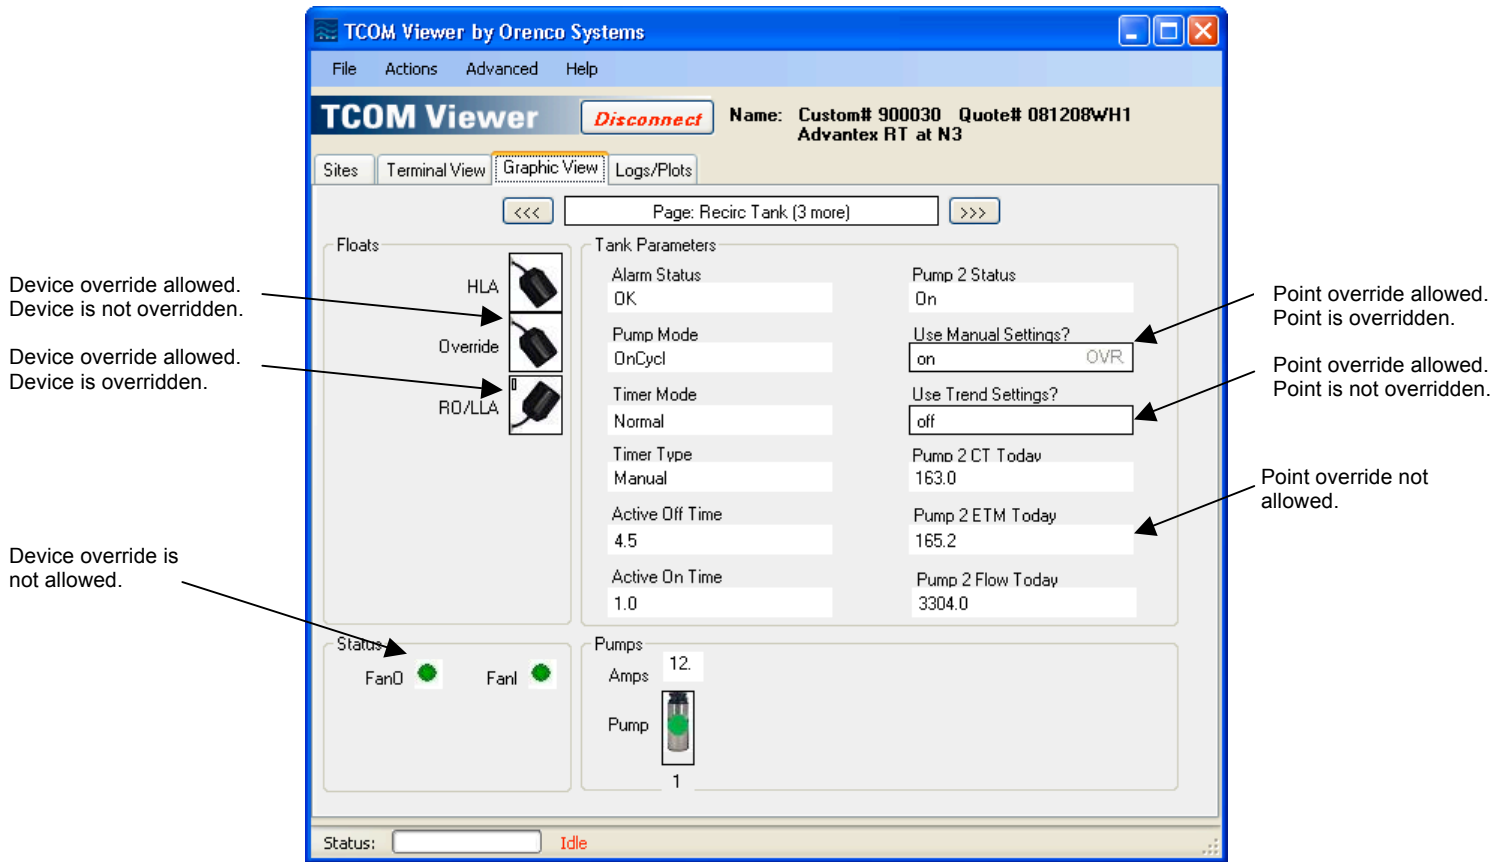 TCOM Viewer by Orenco Systems
File Actions Advanced Help
TCOM Viewer
Disconnect
Name: Custom# 900030 Quote# 081208WH1
Advantex RT at N3
Sites Terminal View Graphic View Logs/Plots
<<< Page: Recirc Tank (3 more) >>>
Floats
HLA
Override
RO/LLA
Tank Parameters
Alarm Status
OK
Pump Mode
OnCycl
Timer Mode
Normal
Timer Type
Manual
Active Off Time
4.5
Active On Time
1.0
Pump 2 Status
On
Use Manual Settings?
on OVR
Use Trend Settings?
off
Pump 2 CT Today
163.0
Pump 2 ETM Today
165.2
Pump 2 Flow Today
3304.0
Status
FanO FanI
Pumps
Amps 12.
Pump
1
Status: Idle
Device override allowed.
Device is not overridden.
Device override allowed.
Device is overridden.
Device override is
not allowed.
Point override allowed.
Point is overridden.
Point override allowed.
Point is not overridden.
Point override not
allowed.